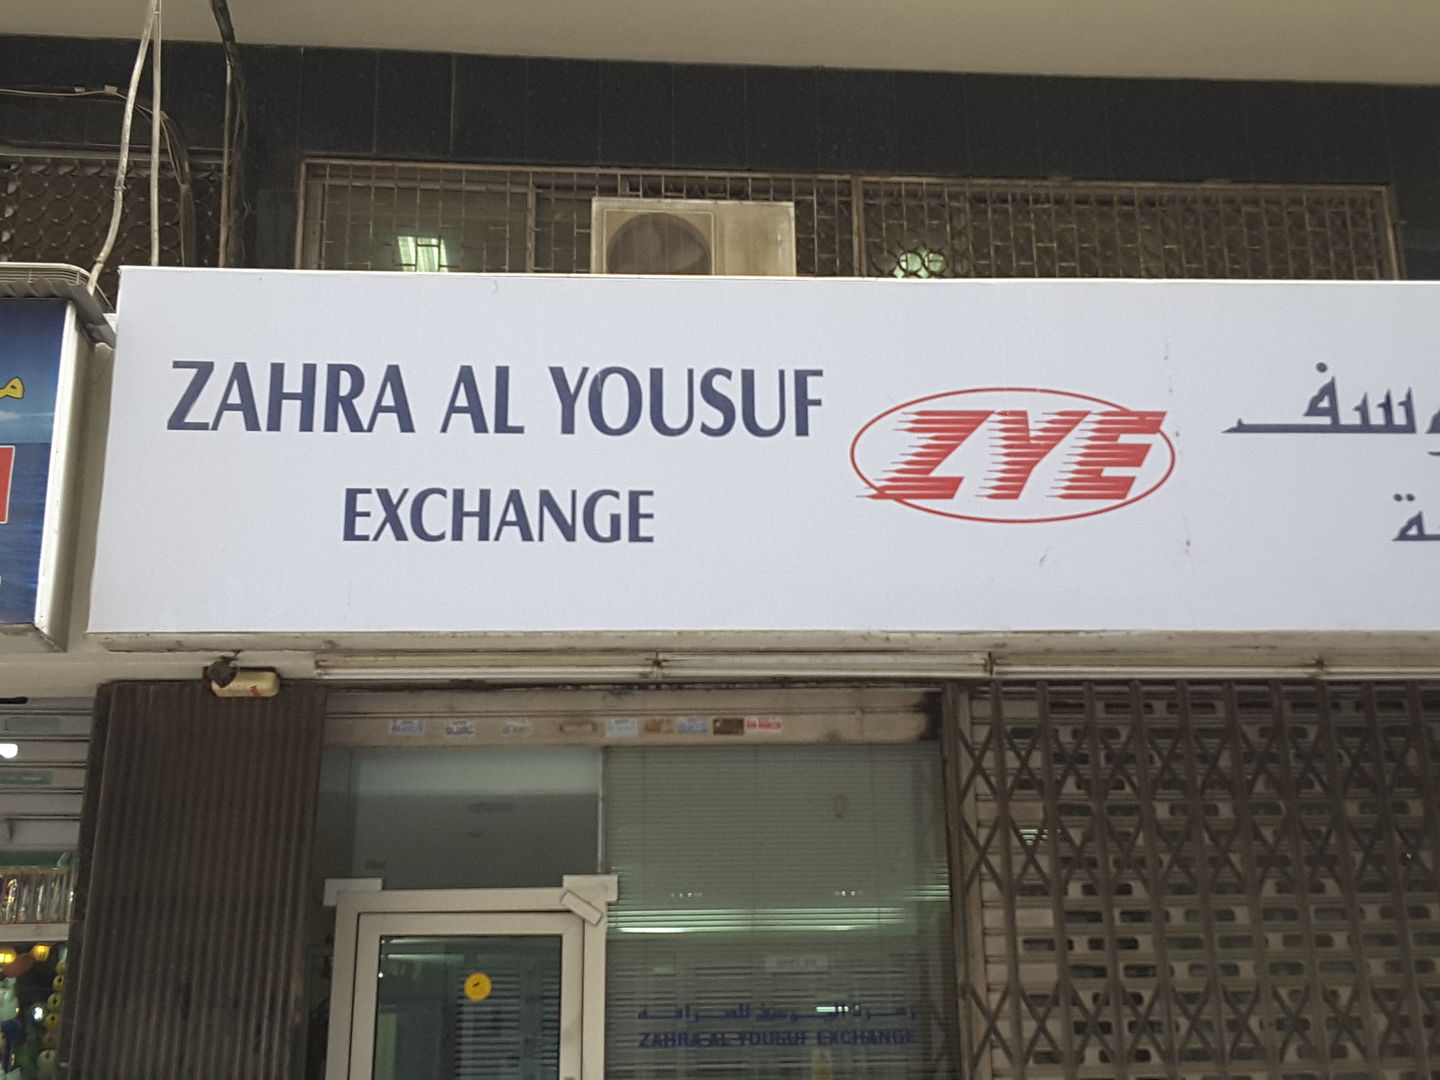 ZAHRA AL YOUSUF
EXCHANGE
ZYE
ZAHRA AL YOUSUF EXCHANGE